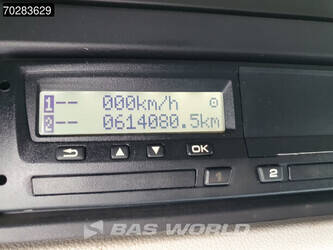 70283629
1 -- 000km/h
2 -- 0614080.5km
OK
1 2
BAS WORLD